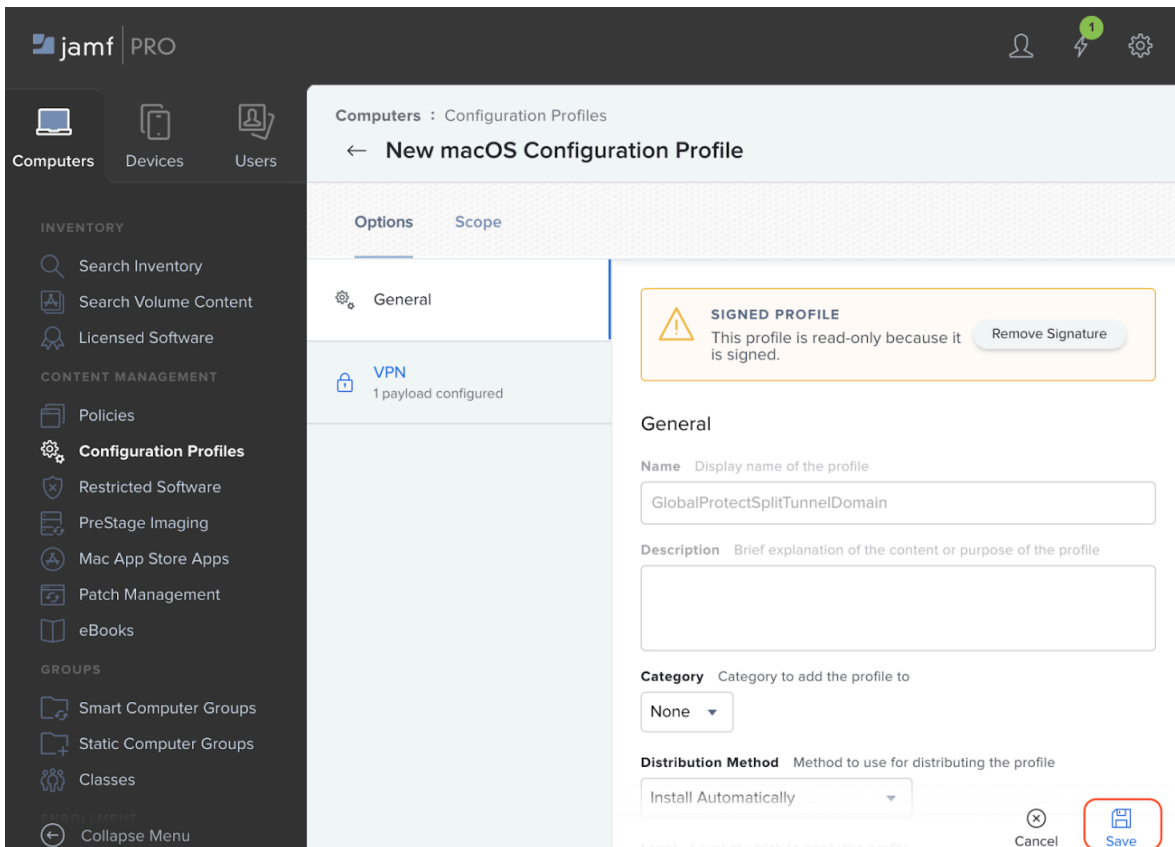 jamf PRO
1
Computers
Devices
Users
Computers : Configuration Profiles
← New macOS Configuration Profile
Options
Scope
INVENTORY
Search Inventory
Search Volume Content
Licensed Software
CONTENT MANAGEMENT
Policies
Configuration Profiles
Restricted Software
PreStage Imaging
Mac App Store Apps
Patch Management
eBooks
GROUPS
Smart Computer Groups
Static Computer Groups
Classes
ENROLLMENT
Collapse Menu
General
VPN
1 payload configured
SIGNED PROFILE
This profile is read-only because it
is signed.
Remove Signature
General
Name Display name of the profile
GlobalProtectSplitTunnelDomain
Description Brief explanation of the content or purpose of the profile
Category Category to add the profile to
None
Distribution Method Method to use for distributing the profile
Install Automatically
Cancel
Save